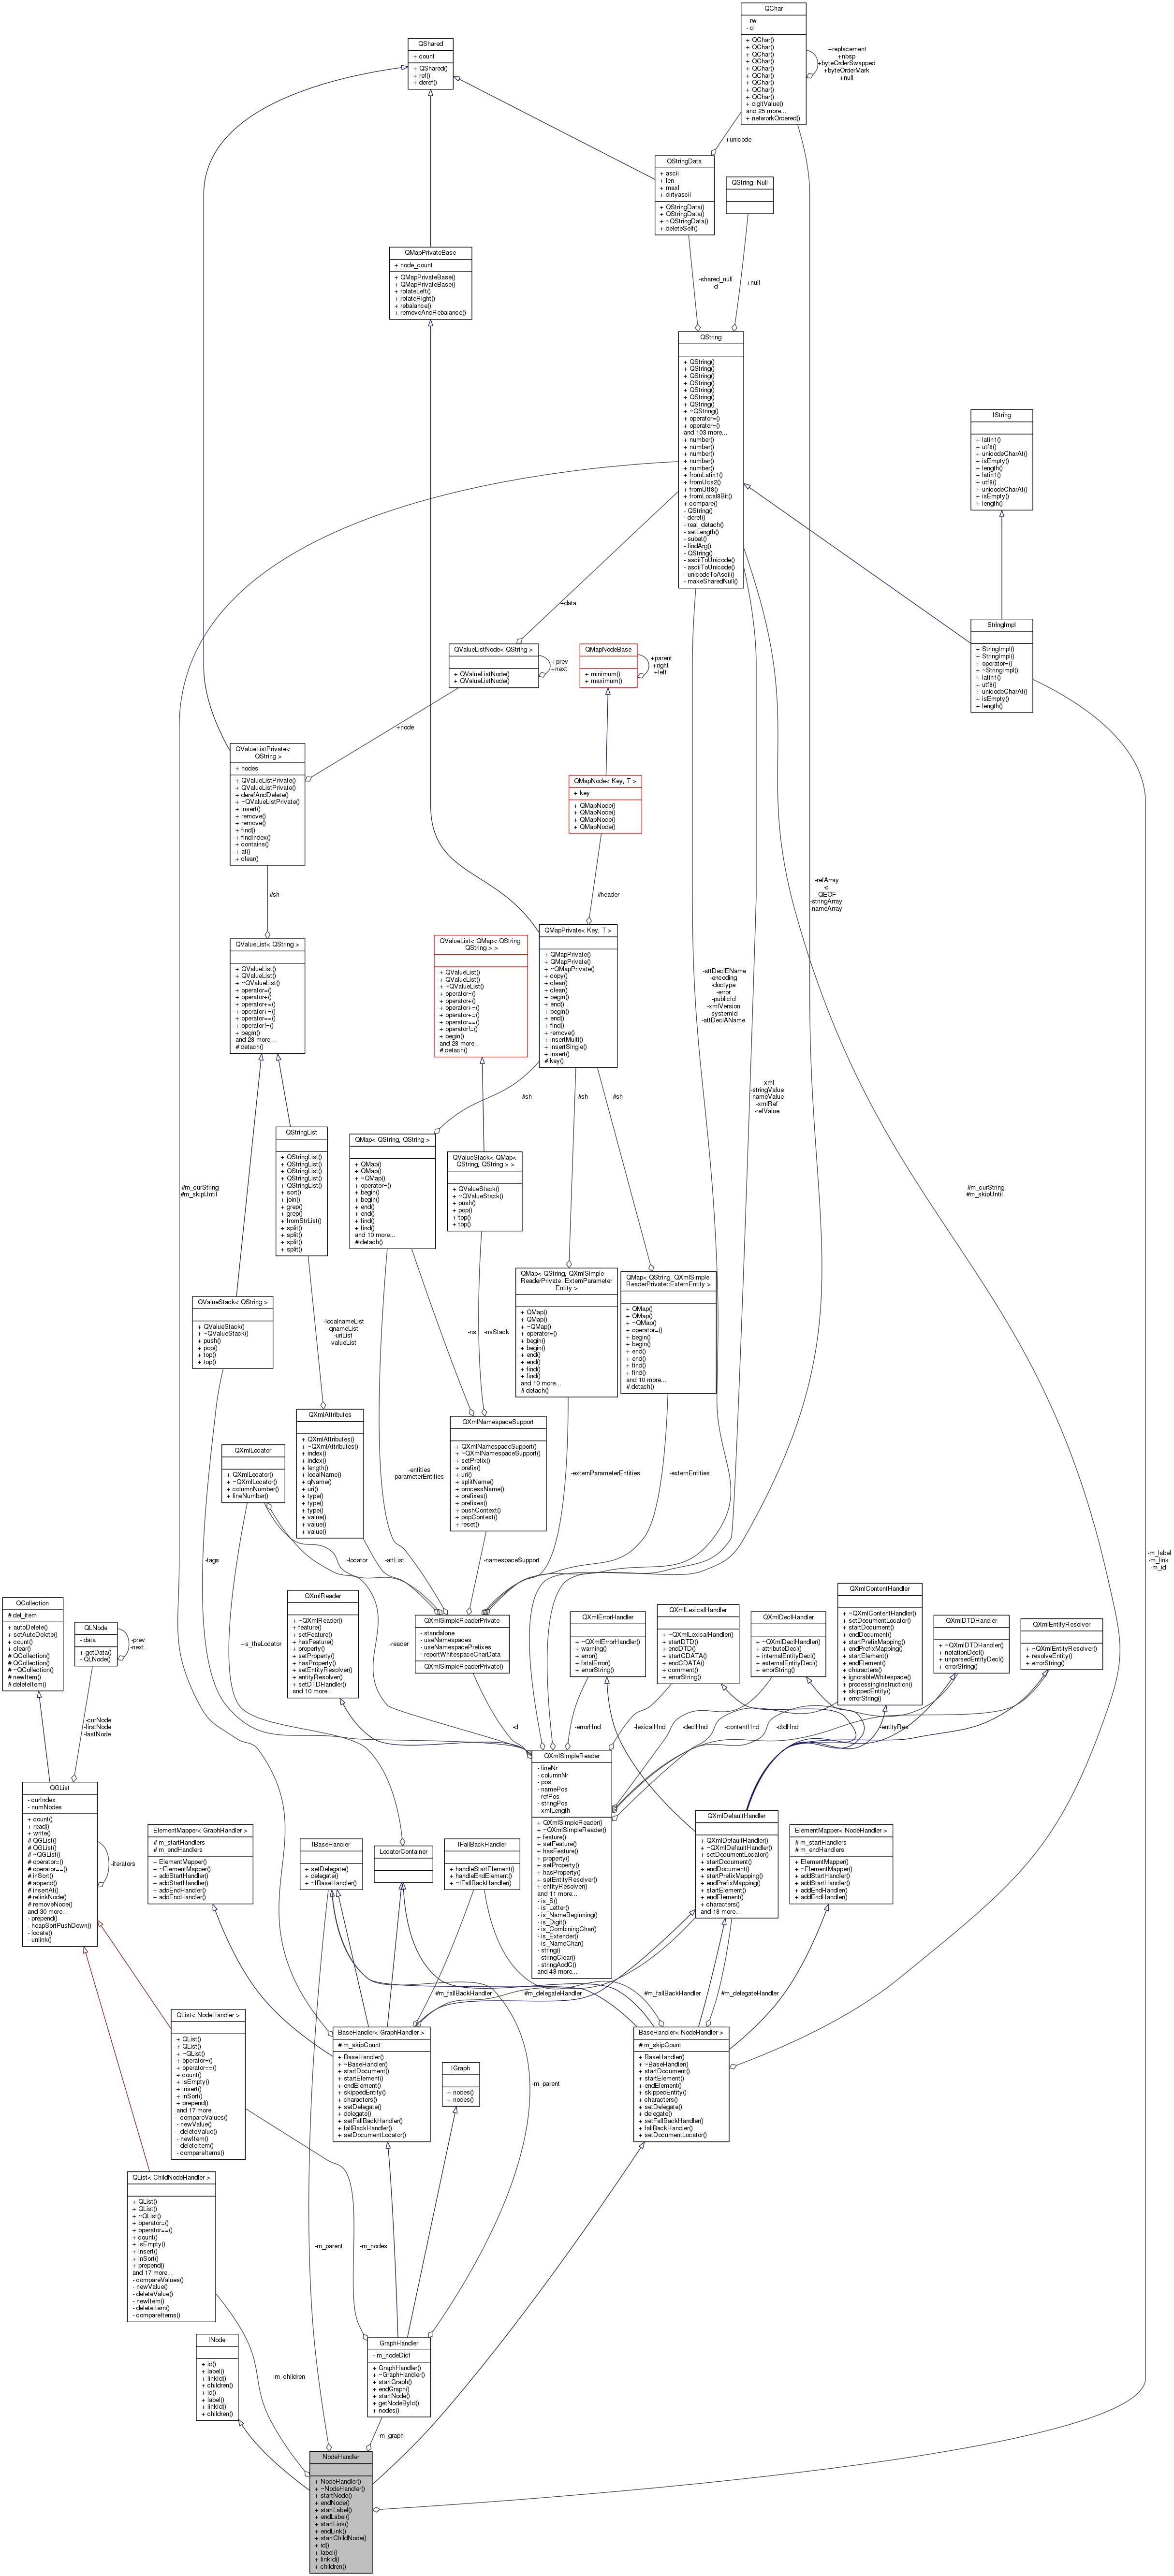 QChar
- rw
- cl
+ QChar()
+ QChar()
+ QChar()
+ QChar()
+ QChar()
+ QChar()
+ QChar()
+ QChar()
+ QChar()
+ digitValue()
and 25 more...
+ networkOrdered()
+replacement
+nbsp
+byteOrderSwapped
+byteOrderMark
+null
QShared
+ count
+ QShared()
+ ref()
+ deref()
+unicode
QStringData
+ ascii
+ len
+ maxl
+ dirtyascii
+ QStringData()
+ QStringData()
+ ~QStringData()
+ deleteSelf()
QString::Null
QMapPrivateBase
+ node_count
+ QMapPrivateBase()
+ QMapPrivateBase()
+ rotateLeft()
+ rotateRight()
+ rebalance()
+ removeAndRebalance()
-shared_null
-d
+null
QString
+ QString()
+ QString()
+ QString()
+ QString()
+ QString()
+ QString()
+ QString()
+ ~QString()
+ operator=()
+ operator=()
and 103 more...
+ number()
+ number()
+ number()
+ number()
+ number()
+ fromLatin1()
+ fromUcs2()
+ fromUtf8()
+ fromLocal8Bit()
+ compare()
- QString()
- deref()
- real_detach()
- setLength()
- subat()
- findArg()
- QString()
- asciiToUnicode()
- asciiToUnicode()
- unicodeToAscii()
- makeSharedNull()
IString
+ latin1()
+ utf8()
+ unicodeCharAt()
+ isEmpty()
+ length()
+ latin1()
+ utf8()
+ unicodeCharAt()
+ isEmpty()
+ length()
+data
StringImpl
+ StringImpl()
+ StringImpl()
+ operator=()
+ ~StringImpl()
+ latin1()
+ utf8()
+ unicodeCharAt()
+ isEmpty()
+ length()
QValueListNode< QString >
+ QValueListNode()
+ QValueListNode()
+prev
+next
QMapNodeBase
+ minimum()
+ maximum()
+parent
+right
+left
+node
QValueListPrivate<
QString >
+ nodes
+ QValueListPrivate()
+ QValueListPrivate()
+ derefAndDelete()
+ ~QValueListPrivate()
+ insert()
+ remove()
+ remove()
+ find()
+ findIndex()
+ contains()
+ at()
+ clear()
QMapNode< Key, T >
+ key
+ QMapNode()
+ QMapNode()
+ QMapNode()
+ QMapNode()
#sh
#header
-refArray
<
-QEOF
-stringArray
-nameArray
QValueList< QString >
+ QValueList()
+ QValueList()
+ ~QValueList()
+ operator=()
+ operator+()
+ operator+=()
+ operator+=()
+ operator==()
+ operator!=()
+ begin()
and 28 more...
# detach()
QValueList< QMap< QString,
QString > >
+ QValueList()
+ QValueList()
+ ~QValueList()
+ operator=()
+ operator+()
+ operator+=()
+ operator+=()
+ operator==()
+ operator!=()
+ begin()
and 28 more...
# detach()
QMapPrivate< Key, T >
+ QMapPrivate()
+ QMapPrivate()
+ ~QMapPrivate()
+ copy()
+ clear()
+ clear()
+ begin()
+ end()
+ begin()
+ end()
+ find()
+ remove()
+ insertMulti()
+ insertSingle()
+ insert()
# key()
-attDeclEName
-encoding
-doctype
-error
-publicId
-xmlVersion
-systemId
-attDeclAName
-xml
-stringValue
-nameValue
-xmlRef
-refValue
#sh
#sh
#sh
QStringList
+ QStringList()
+ QStringList()
+ QStringList()
+ QStringList()
+ QStringList()
+ sort()
+ join()
+ grep()
+ grep()
+ fromStrList()
+ split()
+ split()
+ split()
+ split()
QMap< QString, QString >
+ QMap()
+ QMap()
+ ~QMap()
+ operator=()
+ begin()
+ begin()
+ end()
+ end()
+ find()
+ find()
and 10 more...
# detach()
QValueStack< QMap<
QString, QString > >
+ QValueStack()
+ ~QValueStack()
+ push()
+ pop()
+ top()
+ top()
#m_curString
#m_skipUntil
#m_curString
#m_skipUntil
QMap< QString, QXmlSimple
ReaderPrivate::ExternParameter
Entity >
+ QMap()
+ QMap()
+ ~QMap()
+ operator=()
+ begin()
+ begin()
+ end()
+ end()
+ find()
+ find()
and 10 more...
# detach()
QMap< QString, QXmlSimple
ReaderPrivate::ExternEntity >
+ QMap()
+ QMap()
+ ~QMap()
+ operator=()
+ begin()
+ begin()
+ end()
+ end()
+ find()
+ find()
and 10 more...
# detach()
QValueStack< QString >
+ QValueStack()
+ ~QValueStack()
+ push()
+ pop()
+ top()
+ top()
-localnameList
-qnameList
-uriList
-valueList
-ns
-nsStack
QXmlAttributes
+ QXmlAttributes()
+ ~QXmlAttributes()
+ index()
+ index()
+ length()
+ localName()
+ qName()
+ uri()
+ type()
+ type()
+ type()
+ value()
+ value()
+ value()
QXmlNamespaceSupport
+ QXmlNamespaceSupport()
+ ~QXmlNamespaceSupport()
+ setPrefix()
+ prefix()
+ uri()
+ splitName()
+ processName()
+ prefixes()
+ prefixes()
+ pushContext()
+ popContext()
+ reset()
QXmlLocator
+ QXmlLocator()
+ ~QXmlLocator()
+ columnNumber()
+ lineNumber()
-entities
-parameterEntities
-externParameterEntities
-externEntities
-tags
-locator
-attList
-namespaceSupport
-m_label
-m_link
-m_id
QCollection
# del_item
+ autoDelete()
+ setAutoDelete()
+ count()
+ clear()
# QCollection()
# QCollection()
# ~QCollection()
# newItem()
# deleteItem()
QLNode
- data
+ getData()
- QLNode()
-prev
-next
+s_theLocator
QXmlReader
+ ~QXmlReader()
+ feature()
+ setFeature()
+ hasFeature()
+ property()
+ setProperty()
+ hasProperty()
+ setEntityResolver()
+ entityResolver()
+ setDTDHandler()
and 10 more...
-reader
QXmlSimpleReaderPrivate
- standalone
- useNamespaces
- useNamespacePrefixes
- reportWhitespaceCharData
- QXmlSimpleReaderPrivate()
QXmlErrorHandler
+ ~QXmlErrorHandler()
+ warning()
+ error()
+ fatalError()
+ errorString()
QXmlLexicalHandler
+ ~QXmlLexicalHandler()
+ startDTD()
+ endDTD()
+ startCDATA()
+ endCDATA()
+ comment()
+ errorString()
QXmlDeclHandler
+ ~QXmlDeclHandler()
+ attributeDecl()
+ internalEntityDecl()
+ externalEntityDecl()
+ errorString()
QXmlContentHandler
+ ~QXmlContentHandler()
+ setDocumentLocator()
+ startDocument()
+ endDocument()
+ startPrefixMapping()
+ endPrefixMapping()
+ startElement()
+ endElement()
+ characters()
+ ignorableWhitespace()
+ processingInstruction()
+ skippedEntity()
+ errorString()
QXmlDTDHandler
+ ~QXmlDTDHandler()
+ notationDecl()
+ unparsedEntityDecl()
+ errorString()
QXmlEntityResolver
+ ~QXmlEntityResolver()
+ resolveEntity()
+ errorString()
-curNode
-firstNode
-lastNode
-d
-errorHnd
-lexicalHnd
-declHnd
-contentHnd
-dtdHnd
-entityRes
QGList
- curIndex
- numNodes
+ count()
+ read()
+ write()
# QGList()
# QGList()
# ~QGList()
# operator=()
# operator==()
# inSort()
# append()
# insertAt()
# relinkNode()
# removeNode()
and 30 more...
- prepend()
- heapSortPushDown()
- locate()
- unlink()
-iterators
QXmlSimpleReader
- lineNr
- columnNr
- pos
- namePos
- refPos
- stringPos
- xmlLength
+ QXmlSimpleReader()
+ ~QXmlSimpleReader()
+ feature()
+ setFeature()
+ hasFeature()
+ property()
+ setProperty()
+ hasProperty()
+ setEntityResolver()
+ entityResolver()
and 11 more...
- is_S()
- is_Letter()
- is_NameBeginning()
- is_Digit()
- is_CombiningChar()
- is_Extender()
- is_NameChar()
- string()
- stringClear()
- stringAddC()
and 43 more...
QXmlDefaultHandler
+ QXmlDefaultHandler()
+ ~QXmlDefaultHandler()
+ setDocumentLocator()
+ startDocument()
+ endDocument()
+ startPrefixMapping()
+ endPrefixMapping()
+ startElement()
+ endElement()
+ characters()
and 18 more...
ElementMapper< GraphHandler >
# m_startHandlers
# m_endHandlers
+ ElementMapper()
+ ~ElementMapper()
+ addStartHandler()
+ addStartHandler()
+ addEndHandler()
+ addEndHandler()
IBaseHandler
+ setDelegate()
+ delegate()
+ ~IBaseHandler()
LocatorContainer
IFallBackHandler
+ handleStartElement()
+ handleEndElement()
+ ~IFallBackHandler()
ElementMapper< NodeHandler >
# m_startHandlers
# m_endHandlers
+ ElementMapper()
+ ~ElementMapper()
+ addStartHandler()
+ addStartHandler()
+ addEndHandler()
+ addEndHandler()
#m_fallBackHandler
#m_delegateHandler
#m_fallBackHandler
#m_delegateHandler
QList< NodeHandler >
+ QList()
+ QList()
+ ~QList()
+ operator=()
+ operator==()
+ count()
+ isEmpty()
+ insert()
+ inSort()
+ prepend()
and 17 more...
- compareValues()
- newValue()
- deleteValue()
- newItem()
- deleteItem()
- compareItems()
BaseHandler< GraphHandler >
# m_skipCount
+ BaseHandler()
+ ~BaseHandler()
+ startDocument()
+ startElement()
+ endElement()
+ skippedEntity()
+ characters()
+ setDelegate()
+ delegate()
+ setFallBackHandler()
+ fallBackHandler()
+ setDocumentLocator()
IGraph
+ nodes()
+ nodes()
-m_parent
BaseHandler< NodeHandler >
# m_skipCount
+ BaseHandler()
+ ~BaseHandler()
+ startDocument()
+ startElement()
+ endElement()
+ skippedEntity()
+ characters()
+ setDelegate()
+ delegate()
+ setFallBackHandler()
+ fallBackHandler()
+ setDocumentLocator()
QList< ChildNodeHandler >
+ QList()
+ QList()
+ ~QList()
+ operator=()
+ operator==()
+ count()
+ isEmpty()
+ insert()
+ inSort()
+ prepend()
and 17 more...
- compareValues()
- newValue()
- deleteValue()
- newItem()
- deleteItem()
- compareItems()
-m_parent
-m_nodes
INode
+ id()
+ label()
+ linkId()
+ children()
+ id()
+ label()
+ linkId()
+ children()
-m_children
GraphHandler
- m_nodeDict
+ GraphHandler()
+ ~GraphHandler()
+ startGraph()
+ endGraph()
+ startNode()
+ getNodeById()
+ nodes()
-m_graph
NodeHandler
+ NodeHandler()
+ ~NodeHandler()
+ startNode()
+ endNode()
+ startLabel()
+ endLabel()
+ startLink()
+ endLink()
+ startChildNode()
+ id()
+ label()
+ linkId()
+ children()